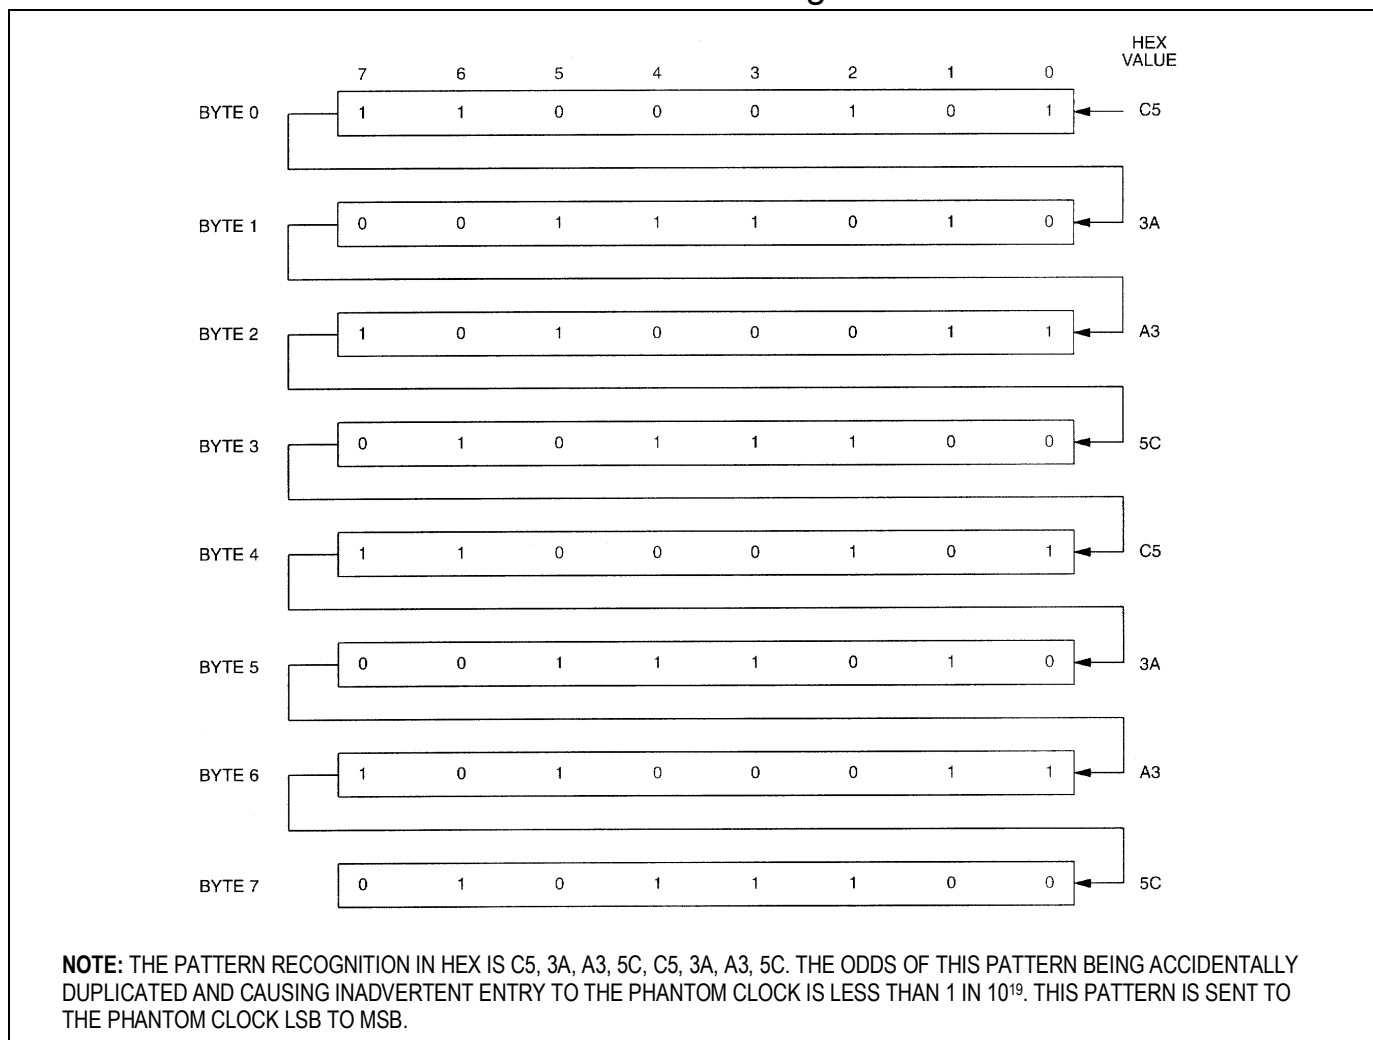 HEX
VALUE
7 6 5 4 3 2 1 0
BYTE 0 1 1 0 0 0 1 0 1 C5
BYTE 1 0 0 1 1 1 0 1 0 3A
BYTE 2 1 0 1 0 0 0 1 1 A3
BYTE 3 0 1 0 1 1 1 0 0 5C
BYTE 4 1 1 0 0 0 1 0 1 C5
BYTE 5 0 0 1 1 1 0 1 0 3A
BYTE 6 1 0 1 0 0 0 1 1 A3
BYTE 7 0 1 0 1 1 1 0 0 5C
NOTE: THE PATTERN RECOGNITION IN HEX IS C5, 3A, A3, 5C, C5, 3A, A3, 5C. THE ODDS OF THIS PATTERN BEING ACCIDENTALLY
DUPLICATED AND CAUSING INADVERTENT ENTRY TO THE PHANTOM CLOCK IS LESS THAN 1 IN 10¹⁹. THIS PATTERN IS SENT TO
THE PHANTOM CLOCK LSB TO MSB.